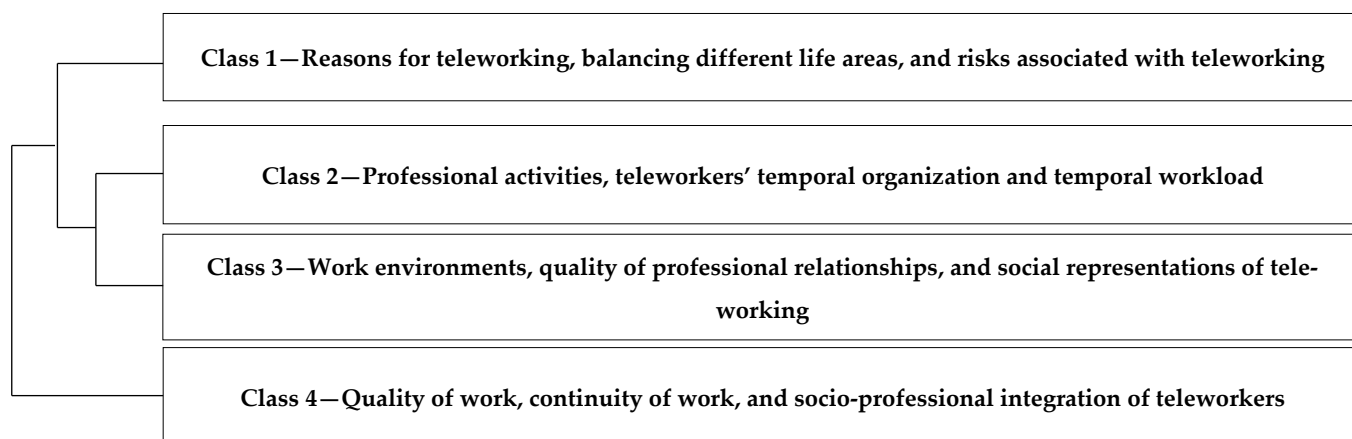 Class 1—Reasons for teleworking, balancing different life areas, and risks associated with teleworking
Class 2—Professional activities, teleworkers’ temporal organization and temporal workload
Class 3—Work environments, quality of professional relationships, and social representations of tele-
working
Class 4—Quality of work, continuity of work, and socio-professional integration of teleworkers